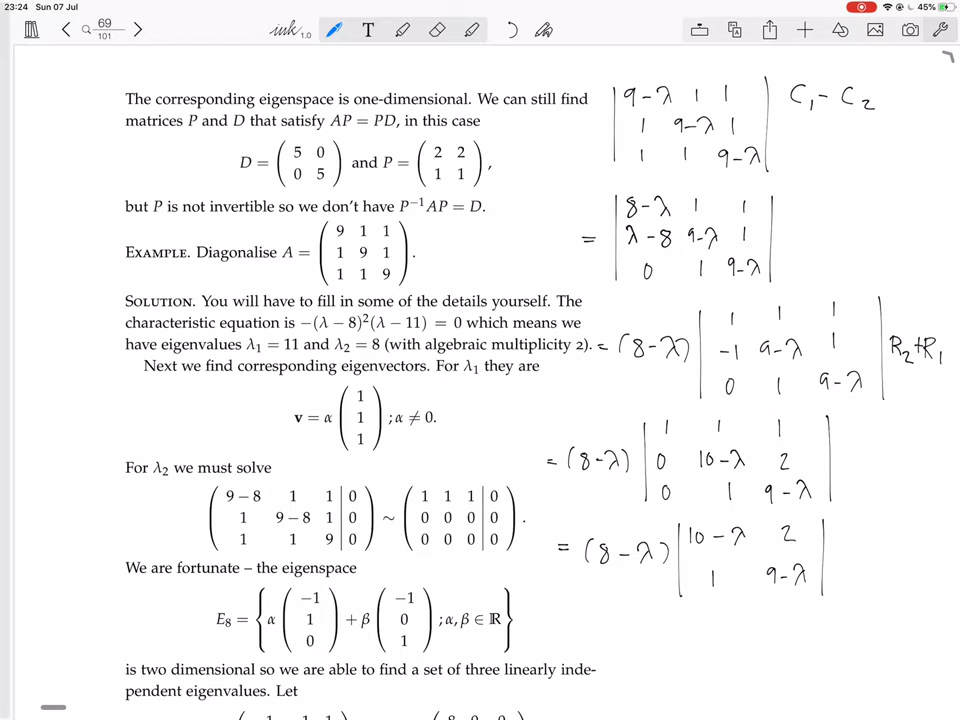 23:24 Sun 07 Jul
45%
69
101
ink 1.0
T
The corresponding eigenspace is one-dimensional. We can still find
matrices P and D that satisfy AP = PD, in this case
D = ( 5 0 ; 0 5 ) and P = ( 2 2 ; 1 1 ),
but P is not invertible so we don't have P⁻¹AP = D.
EXAMPLE. Diagonalise A = ( 9 1 1 ; 1 9 1 ; 1 1 9 ).
SOLUTION. You will have to fill in some of the details yourself. The
characteristic equation is −(λ − 8)²(λ − 11) = 0 which means we
have eigenvalues λ₁ = 11 and λ₂ = 8 (with algebraic multiplicity 2).
Next we find corresponding eigenvectors. For λ₁ they are
v = α ( 1 ; 1 ; 1 ) ; α ≠ 0.
For λ₂ we must solve
( 9 − 8 1 1 | 0 ; 1 9 − 8 1 | 0 ; 1 1 9 | 0 ) ~ ( 1 1 1 | 0 ; 0 0 0 | 0 ; 0 0 0 | 0 ).
We are fortunate – the eigenspace
E₈ = { α ( −1 ; 1 ; 0 ) + β ( −1 ; 0 ; 1 ) ; α, β ∈ ℝ }
is two dimensional so we are able to find a set of three linearly inde-
pendent eigenvalues. Let
| 9-λ 1 1 | C₁ - C₂
| 1 9-λ 1 |
| 1 1 9-λ |
| 8-λ 1 1 |
= | λ-8 9-λ 1 |
| 0 1 9-λ |
| 1 1 1 |
= (8-λ) | -1 9-λ 1 | R₂+R₁
| 0 1 9-λ |
| 1 1 1 |
= (8-λ) | 0 10-λ 2 |
| 0 1 9-λ |
= (8-λ) | 10-λ 2 |
| 1 9-λ |